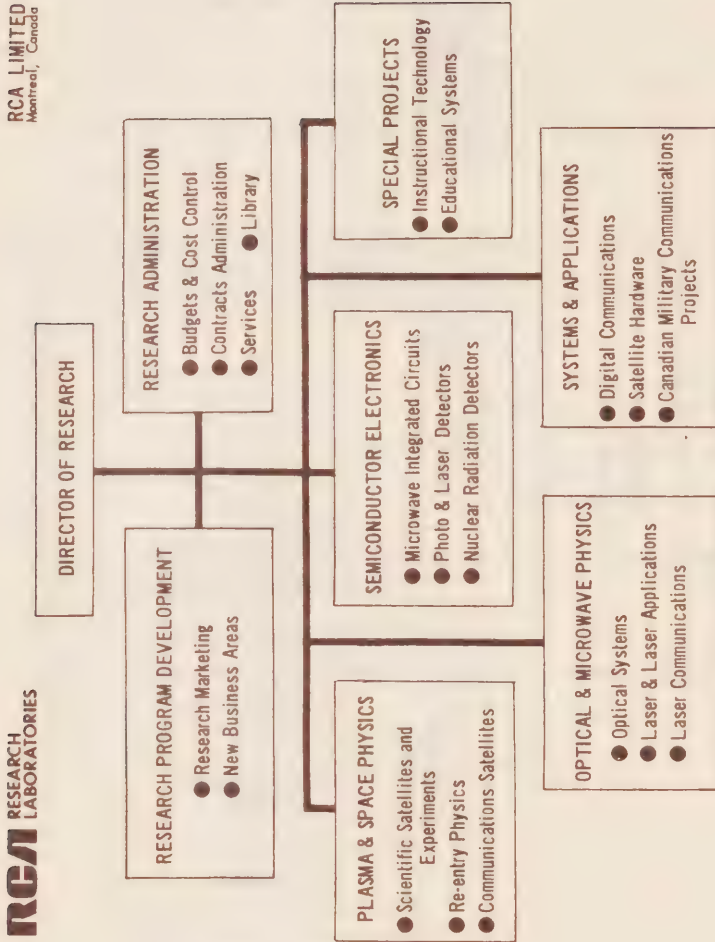 RCA RESEARCH
LABORATORIES
RCA LIMITED
Montreal, Canada
DIRECTOR OF RESEARCH
RESEARCH PROGRAM DEVELOPMENT
● Research Marketing
● New Business Areas
RESEARCH ADMINISTRATION
● Budgets & Cost Control
● Contracts Administration
● Services ● Library
PLASMA & SPACE PHYSICS
● Scientific Satellites and
Experiments
● Re-entry Physics
● Communications Satellites
SEMICONDUCTOR ELECTRONICS
● Microwave Integrated Circuits
● Photo & Laser Detectors
● Nuclear Radiation Detectors
SPECIAL PROJECTS
● Instructional Technology
● Educational Systems
OPTICAL & MICROWAVE PHYSICS
● Optical Systems
● Laser & Laser Applications
● Laser Communications
SYSTEMS & APPLICATIONS
● Digital Communications
● Satellite Hardware
● Canadian Military Communications
Projects